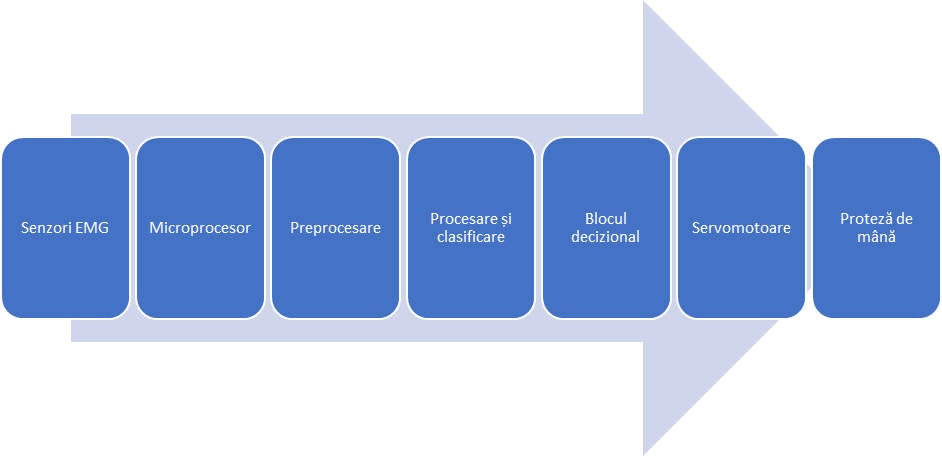 Senzori EMG
Microprocesor
Preprocesare
Procesare și
clasificare
Blocul
decizional
Servomotoare
Proteză de
mână